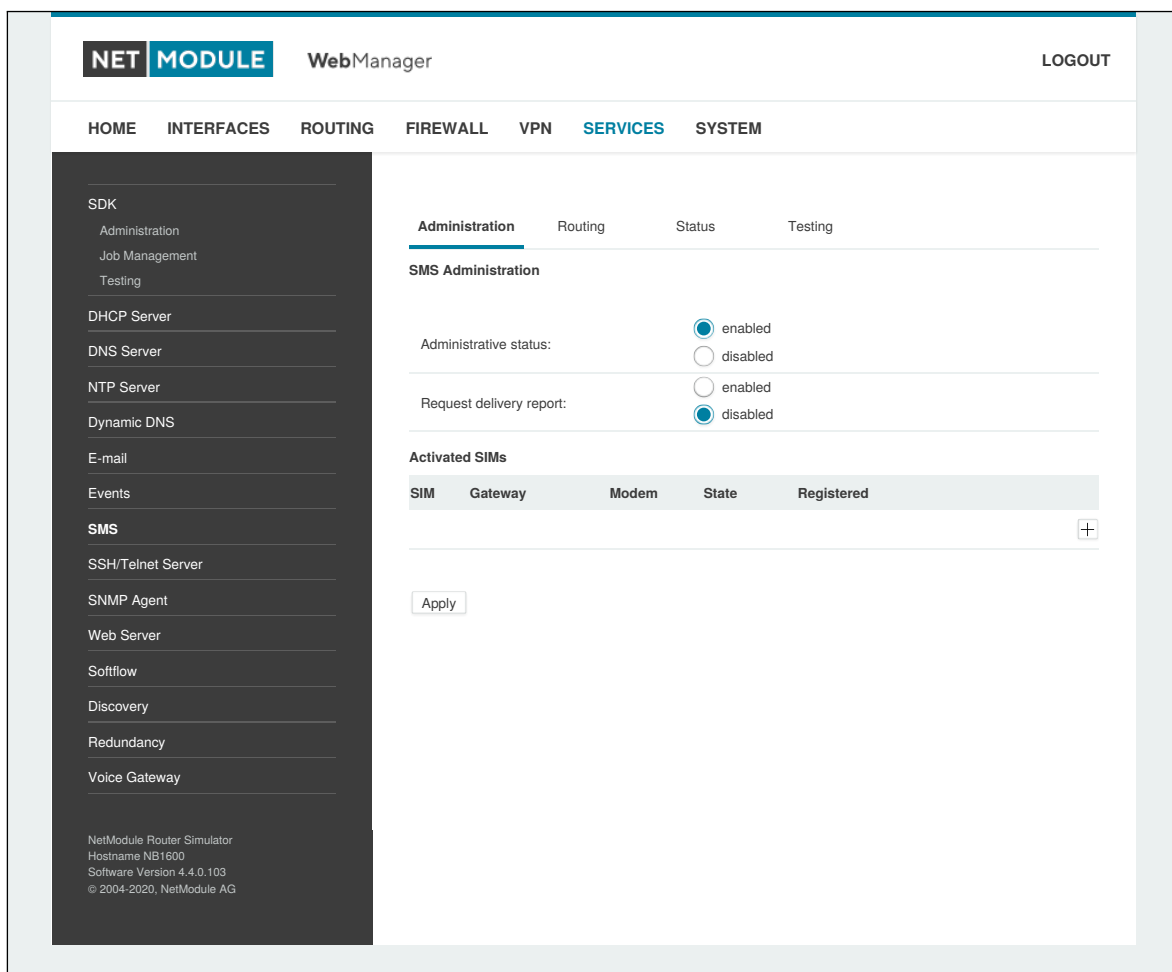 NET MODULE WebManager LOGOUT
HOME INTERFACES ROUTING FIREWALL VPN SERVICES SYSTEM
SDK
Administration
Job Management
Testing
DHCP Server
DNS Server
NTP Server
Dynamic DNS
E-mail
Events
SMS
SSH/Telnet Server
SNMP Agent
Web Server
Softflow
Discovery
Redundancy
Voice Gateway
NetModule Router Simulator
Hostname NB1600
Software Version 4.4.0.103
© 2004-2020, NetModule AG
Administration Routing Status Testing
SMS Administration
Administrative status:
enabled
disabled
Request delivery report:
enabled
disabled
Activated SIMs
SIM Gateway Modem State Registered
Apply